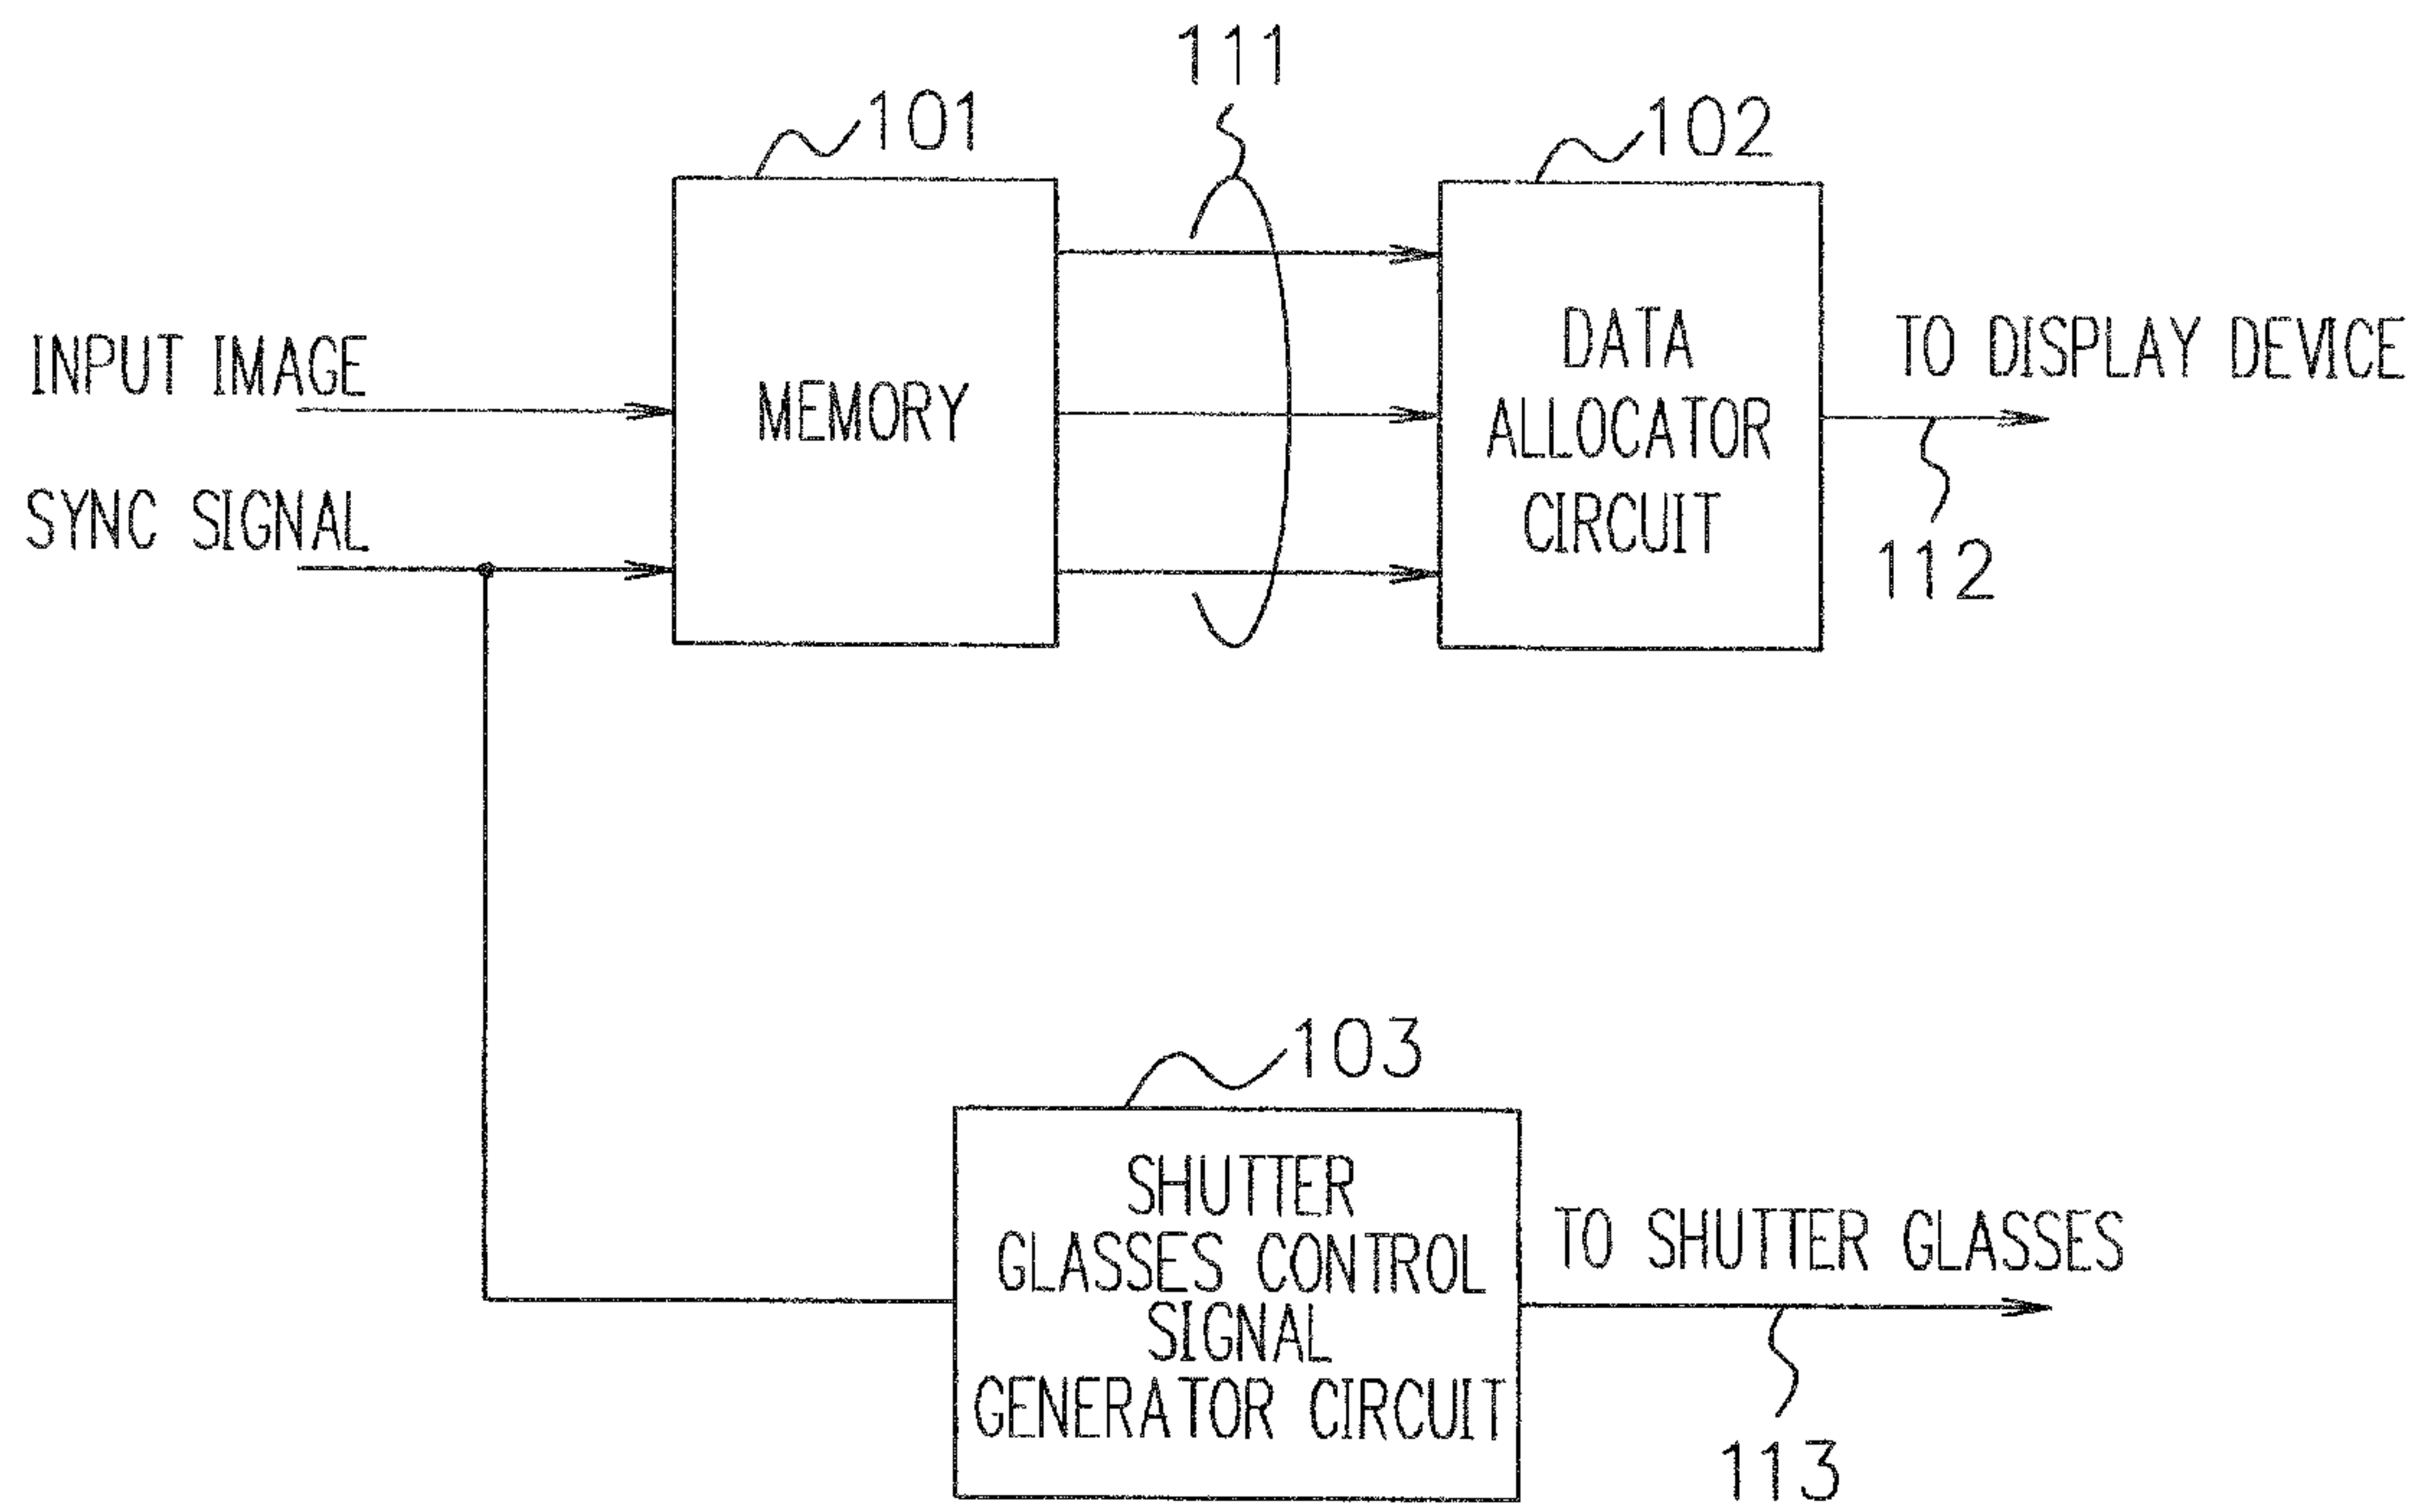 111
101
102
INPUT IMAGE
SYNC SIGNAL
MEMORY
DATA
ALLOCATOR
CIRCUIT
TO DISPLAY DEVICE
112
103
SHUTTER
GLASSES CONTROL
SIGNAL
GENERATOR CIRCUIT
TO SHUTTER GLASSES
113